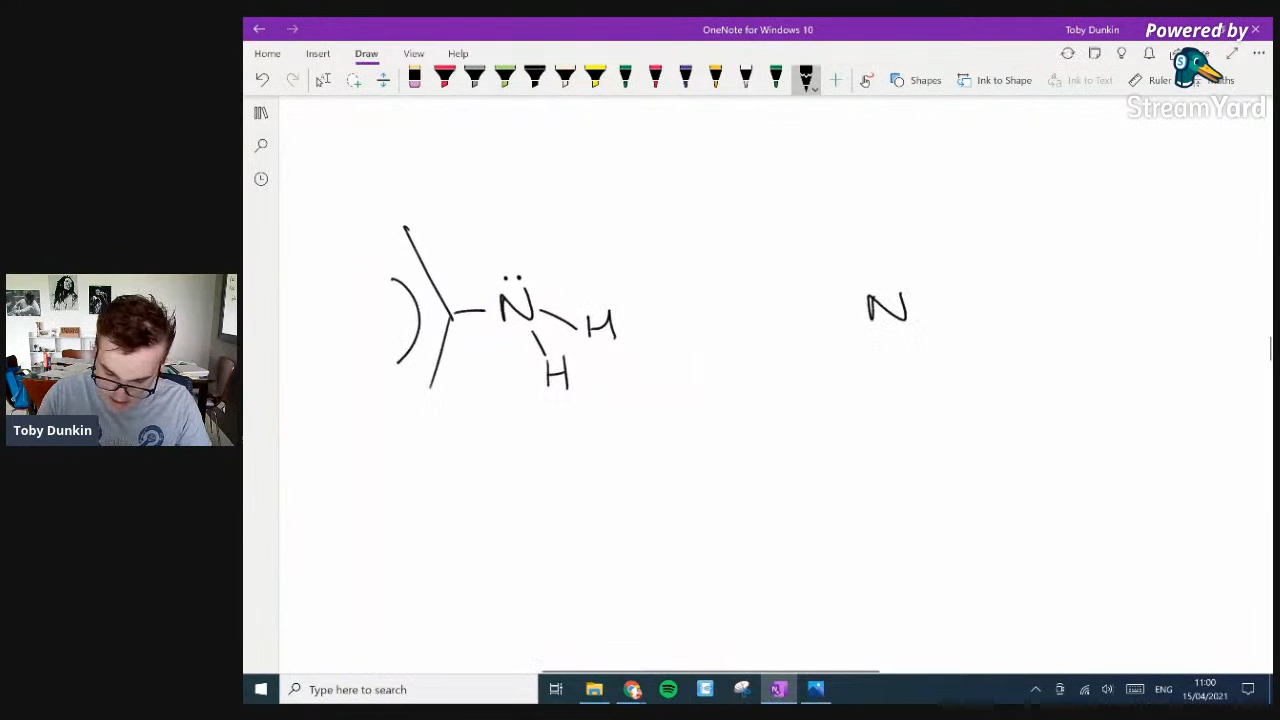 OneNote for Windows 10
Toby Dunkin
Powered by
Home Insert Draw View Help
Shapes
Ink to Shape
Ink to Text
Ruler
StreamYard
N
H
H
N
Toby Dunkin
Type here to search
ENG
11:00
15/04/2021